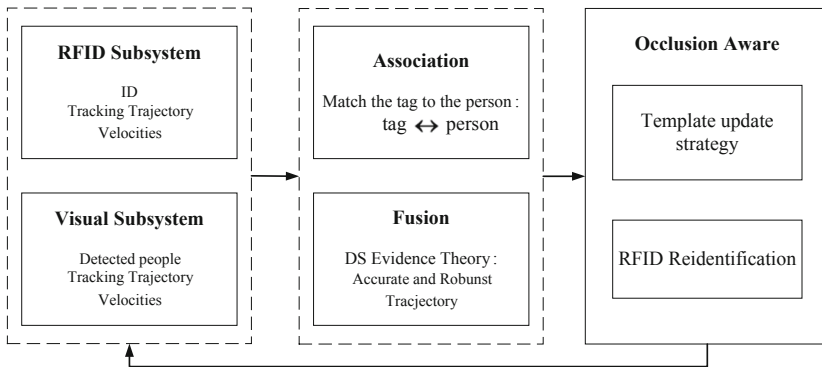 RFID Subsystem
ID
Tracking Trajectory
Velocities
Visual Subsystem
Detected people
Tracking Trajectory
Velocities
Association
Match the tag to the person :
tag ↔ person
Fusion
DS Evidence Theory :
Accurate and Robunst
Tracjectory
Occlusion Aware
Template update
strategy
RFID Reidentification